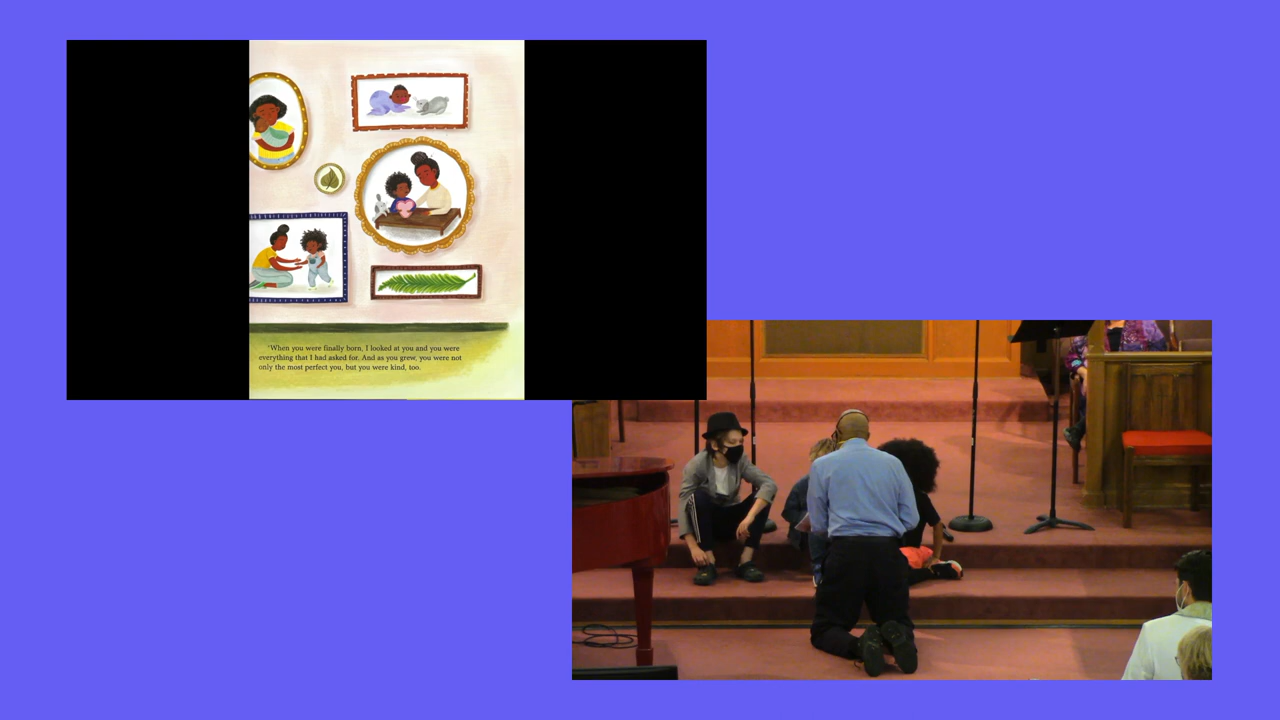 "When you were finally born, I looked at you and you were
everything that I had asked for. And as you grew, you were not
only the most perfect you, but you were kind, too.